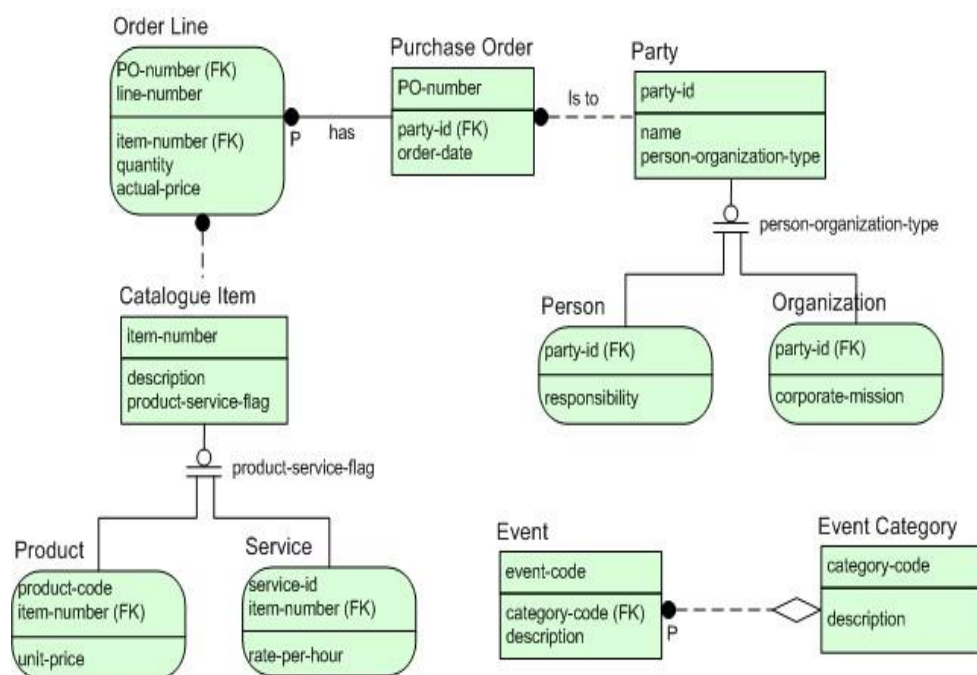 Order Line
PO-number (FK)
line-number
item-number (FK)
quantity
actual-price
P
has
Purchase Order
PO-number
party-id (FK)
order-date
Is to
Party
party-id
name
person-organization-type
person-organization-type
Person
party-id (FK)
responsibility
Organization
party-id (FK)
corporate-mission
Catalogue Item
item-number
description
product-service-flag
product-service-flag
Product
product-code
item-number (FK)
unit-price
Service
service-id
item-number (FK)
rate-per-hour
Event
event-code
category-code (FK)
description
P
Event Category
category-code
description